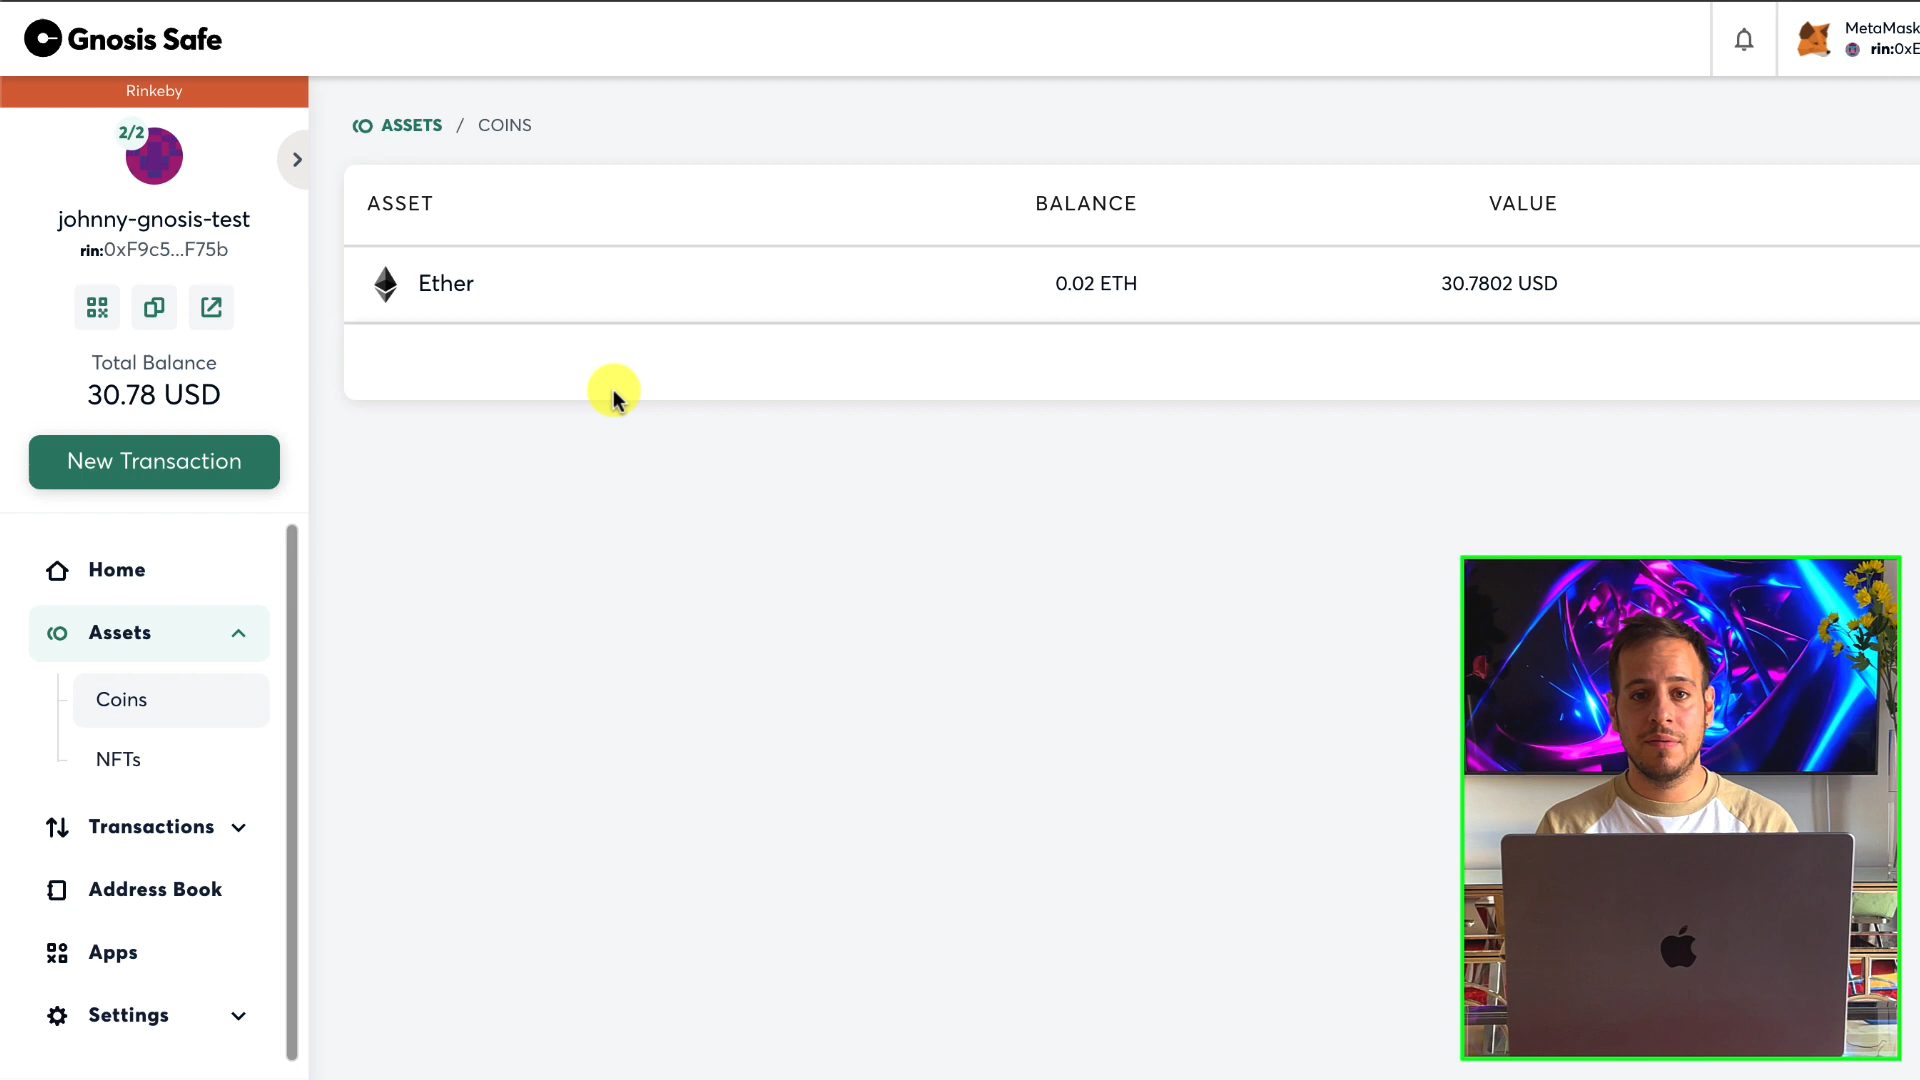 Gnosis Safe
MetaMask
rin:0xE
Rinkeby
2/2
johnny-gnosis-test
rin:0xF9c5...F75b
Total Balance
30.78 USD
New Transaction
Home
Assets
Coins
NFTs
Transactions
Address Book
Apps
Settings
ASSETS / COINS
ASSET BALANCE VALUE
Ether 0.02 ETH 30.7802 USD